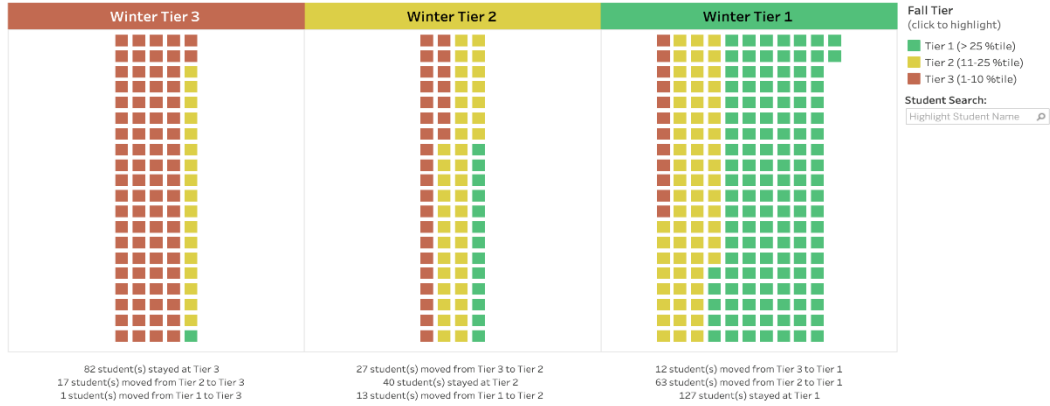 Winter Tier 3
Winter Tier 2
Winter Tier 1
Fall Tier
(click to highlight)
Tier 1 (> 25 %tile)
Tier 2 (11-25 %tile)
Tier 3 (1-10 %tile)
Student Search:
Highlight Student Name
82 student(s) stayed at Tier 3
17 student(s) moved from Tier 2 to Tier 3
1 student(s) moved from Tier 1 to Tier 3
27 student(s) moved from Tier 3 to Tier 2
40 student(s) stayed at Tier 2
13 student(s) moved from Tier 1 to Tier 2
12 student(s) moved from Tier 3 to Tier 1
63 student(s) moved from Tier 2 to Tier 1
127 student(s) stayed at Tier 1